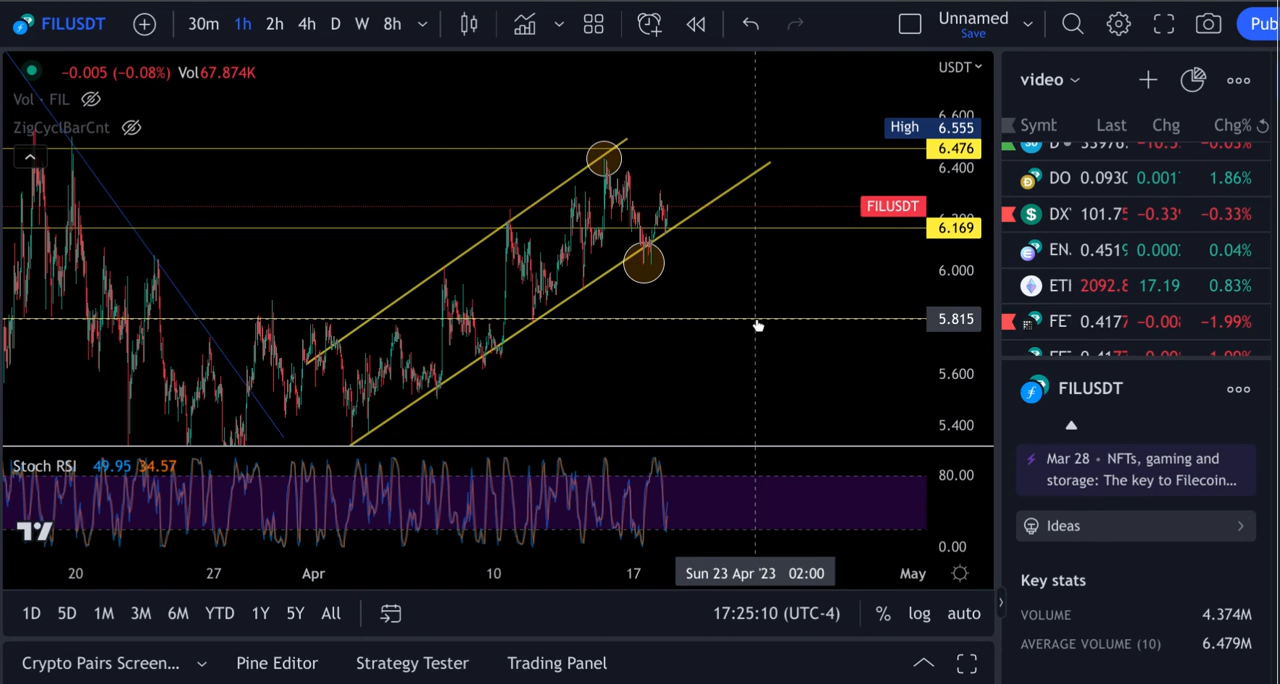 FILUSDT 30m 1h 2h 4h D W 8h Unnamed Save Pub
−0.005 (−0.08%) Vol67.874K USDT
Vol · FIL
ZigCyclBarCnt
6.600
High 6.555
6.476
6.400
FILUSDT
6.169
6.000
5.815
5.600
5.400
Stoch RSI 49.95 34.57
80.00
0.00
20 27 Apr 10 17 Sun 23 Apr '23 02:00 May
1D 5D 1M 3M 6M YTD 1Y 5Y All 17:25:10 (UTC-4) % log auto
Crypto Pairs Screen... Pine Editor Strategy Tester Trading Panel
video
Symb Last Chg Chg%
DO 0.0930 0.001 1.86%
DX 101.75 −0.33 −0.33%
EN. 0.4519 0.000 0.04%
ETI 2092.8 17.19 0.83%
FE 0.4177 −0.00 −1.99%
FILUSDT
Mar 28 • NFTs, gaming and
storage: The key to Filecoin...
Ideas
Key stats
VOLUME 4.374M
AVERAGE VOLUME (10) 6.479M